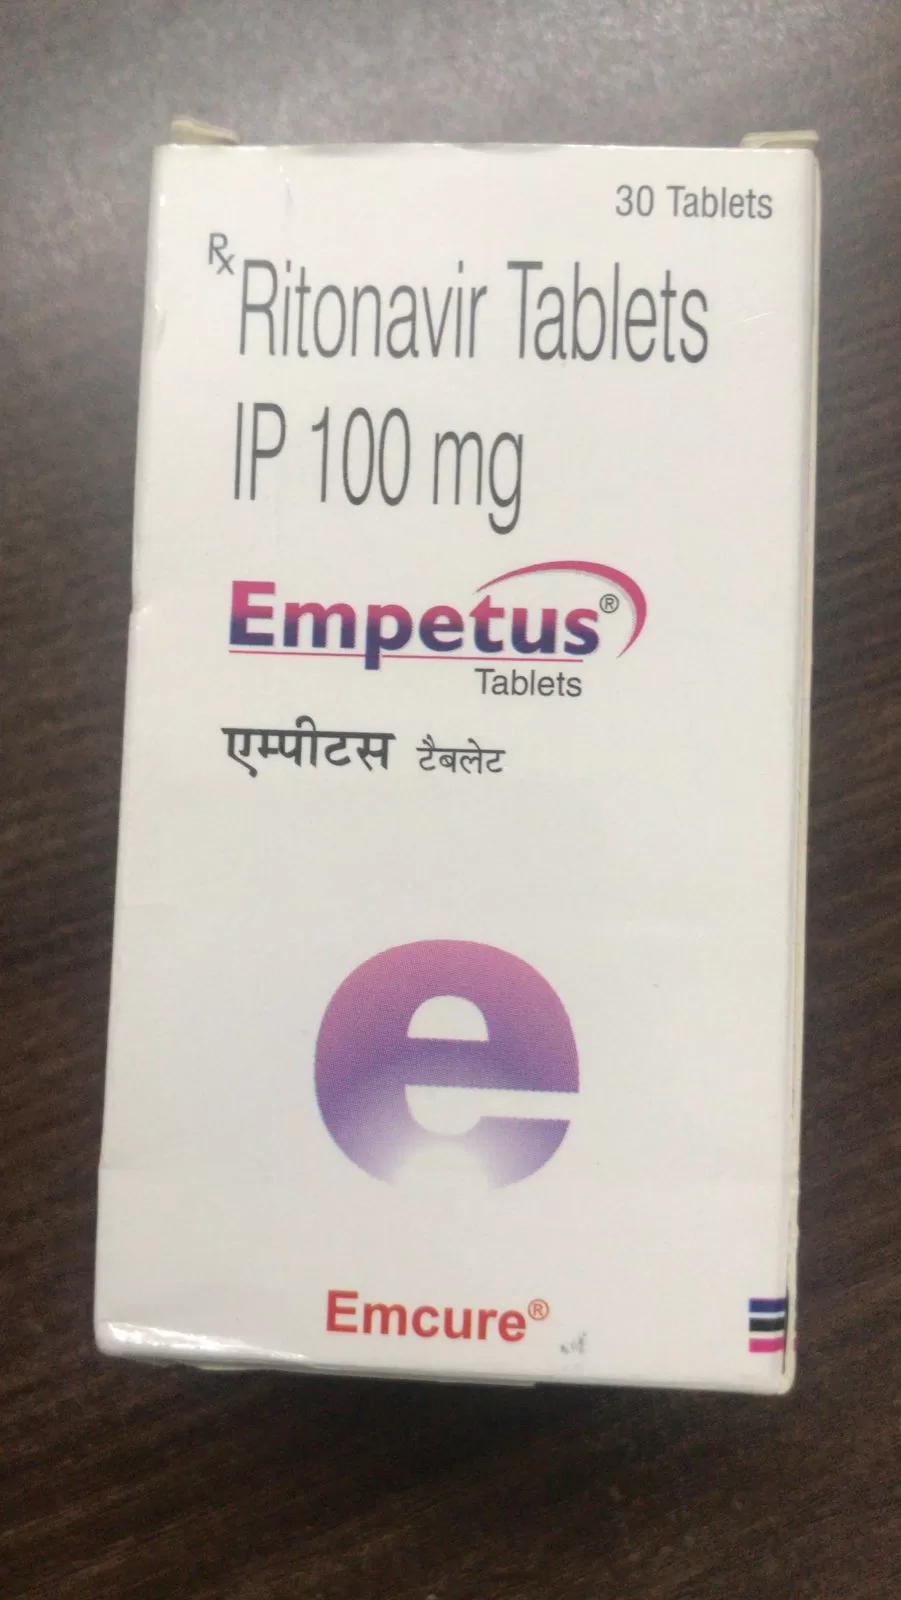 30 Tablets
Rx Ritonavir Tablets
IP 100 mg
Empetus®
Tablets
एम्पीटस टैबलेट
e
Emcure®